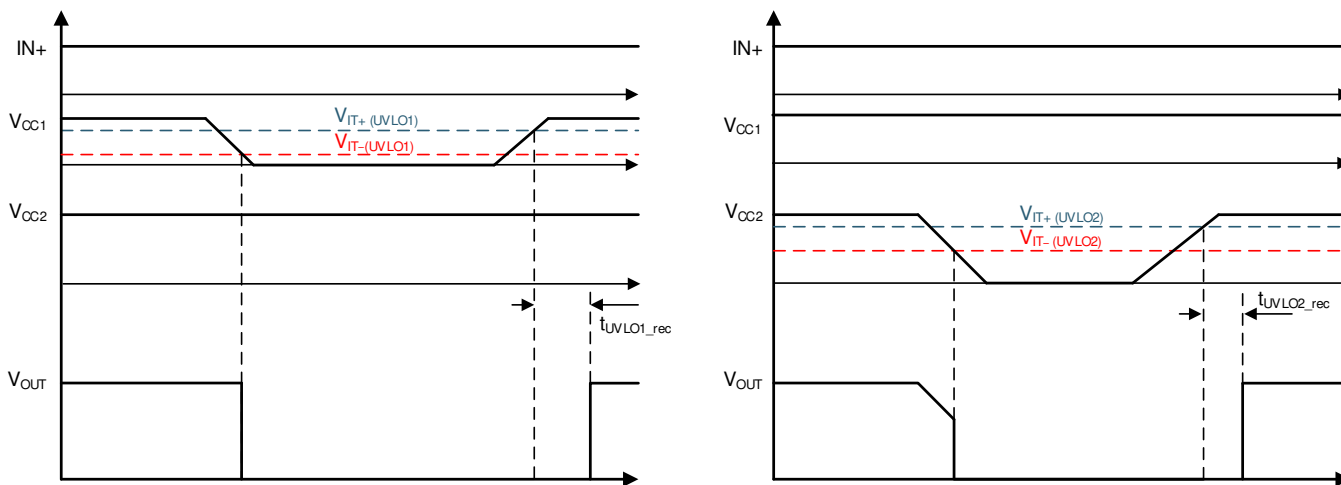 IN+
VCC1
VIT+ (UVLO1)
VIT−(UVLO1)
VCC2
tUVLO1_rec
VOUT
IN+
VCC1
VCC2
VIT+ (UVLO2)
VIT− (UVLO2)
tUVLO2_rec
VOUT